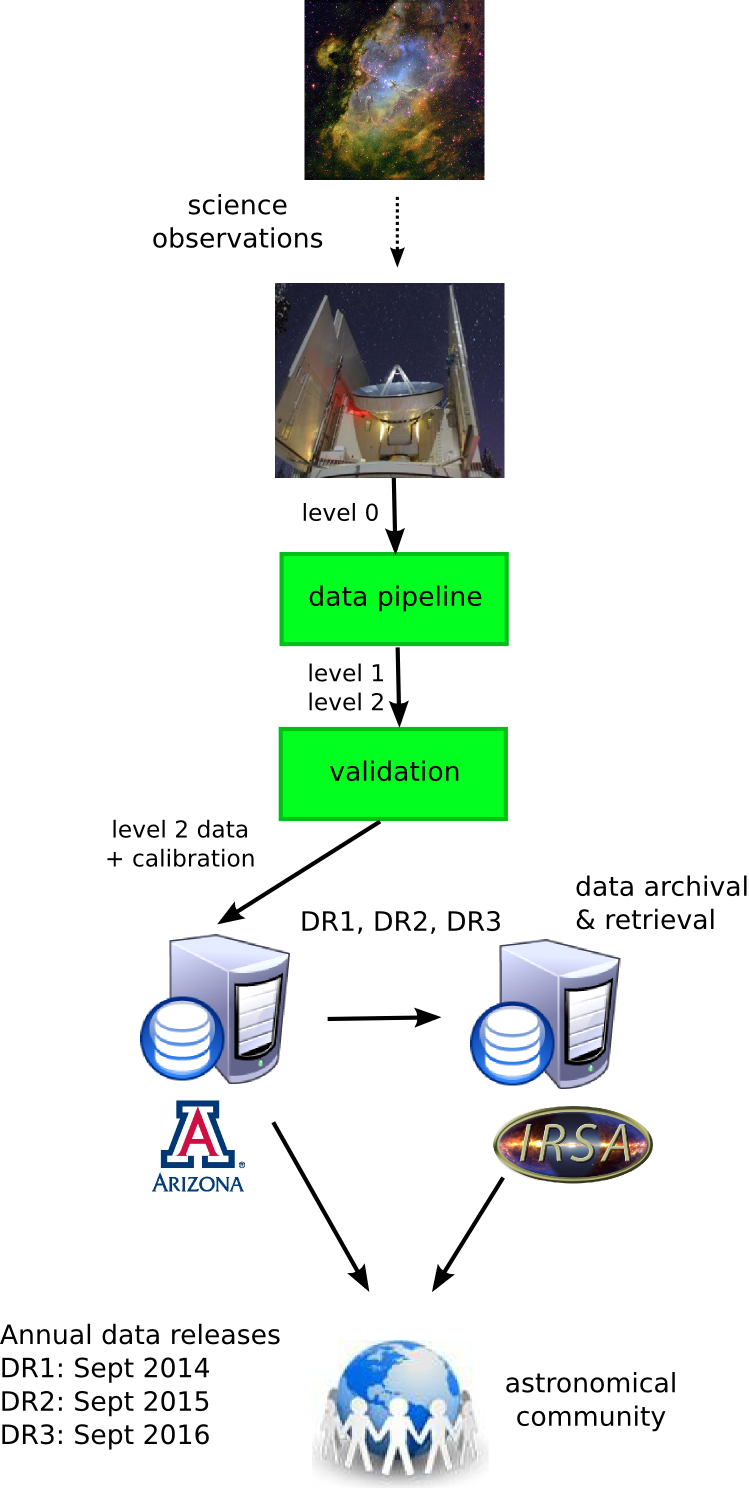 science
observations
level 0
data pipeline
level 1
level 2
validation
level 2 data
+ calibration
data archival
& retrieval
DR1, DR2, DR3
A
ARIZONA
®
IRSA
Annual data releases
DR1: Sept 2014
DR2: Sept 2015
DR3: Sept 2016
astronomical
community